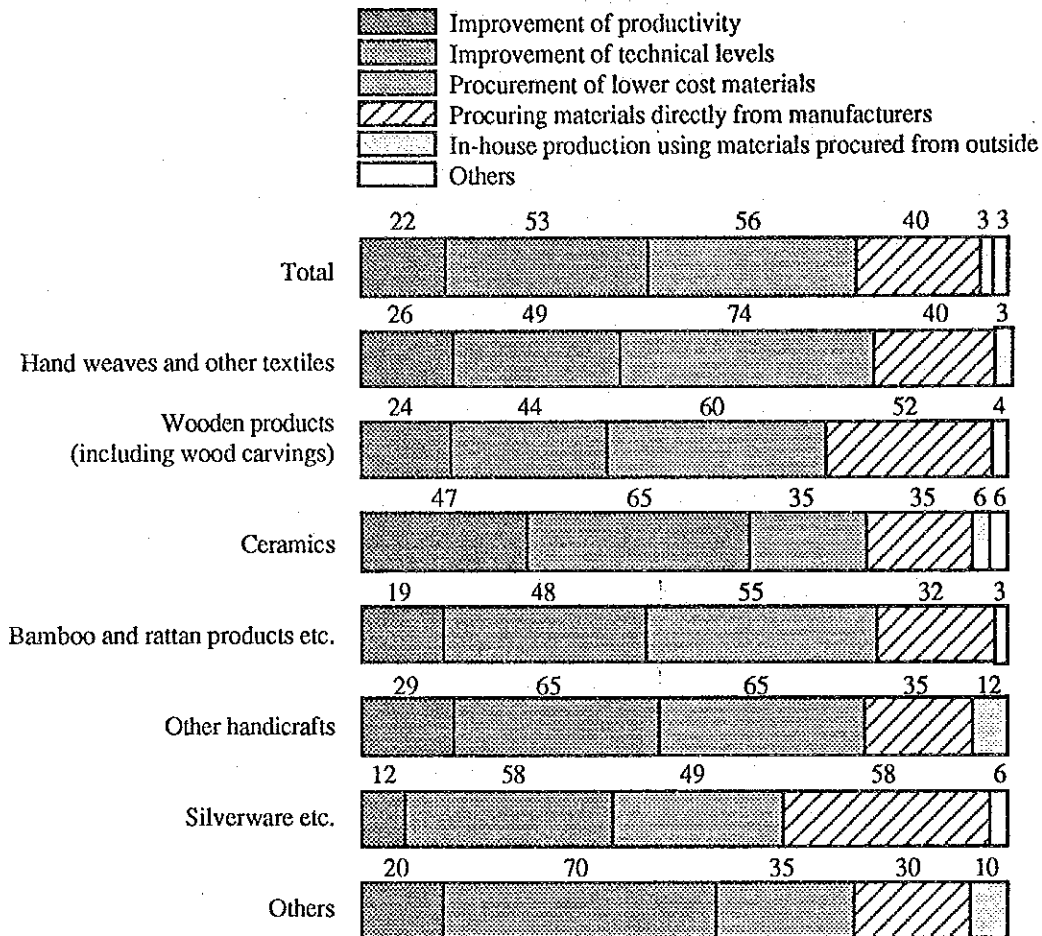 Improvement of productivity
Improvement of technical levels
Procurement of lower cost materials
Procuring materials directly from manufacturers
In-house production using materials procured from outside
Others
22 53 56 40 3 3
Total
26 49 74 40 3
Hand weaves and other textiles
24 44 60 52 4
Wooden products
(including wood carvings)
47 65 35 35 6 6
Ceramics
19 48 55 32 3
Bamboo and rattan products etc.
29 65 65 35 12
Other handicrafts
12 58 49 58 6
Silverware etc.
20 70 35 30 10
Others